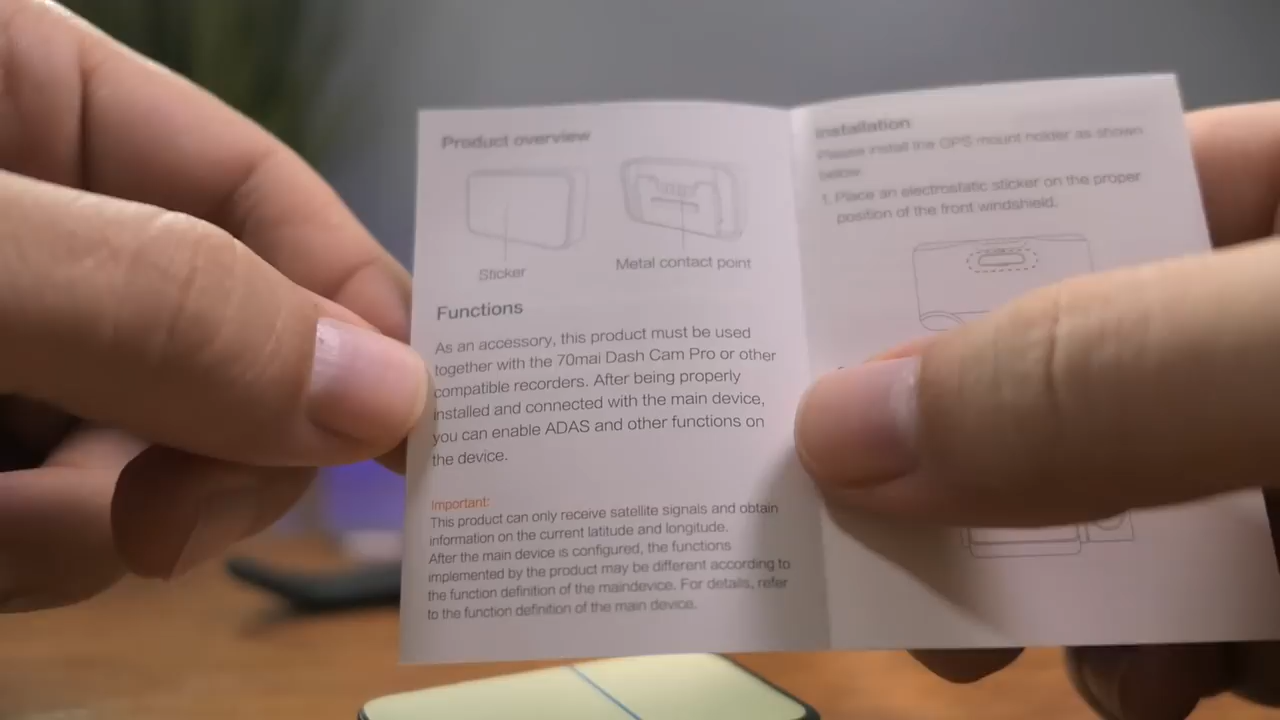 Product overview
Sticker
Metal contact point
Functions
As an accessory, this product must be used
together with the 70mai Dash Cam Pro or other
compatible recorders. After being properly
installed and connected with the main device,
you can enable ADAS and other functions on
the device.
Important:
This product can only receive satellite signals and obtain
information on the current latitude and longitude.
After the main device is configured, the functions
implemented by the product may be different according to
the function definition of the maindevice. For details, refer
to the function definition of the main device.
Installation
Please install the GPS mount holder as shown
below.
1. Place an electrostatic sticker on the proper
position of the front windshield.